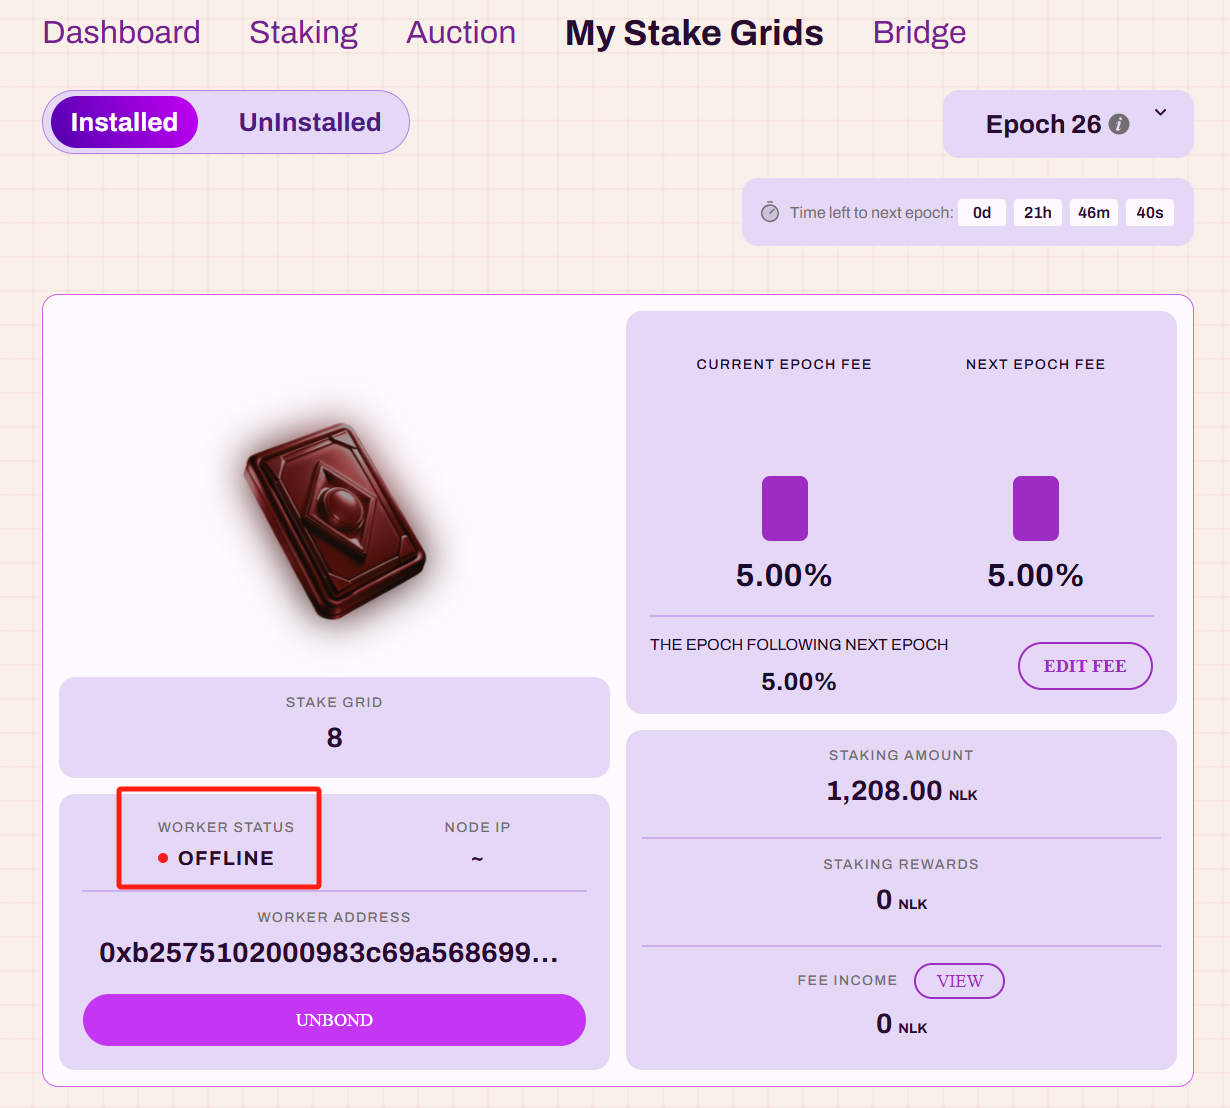 Dashboard Staking Auction My Stake Grids Bridge
Installed UnInstalled
Epoch 26 i
Time left to next epoch: 0d 21h 46m 40s
CURRENT EPOCH FEE NEXT EPOCH FEE
5.00% 5.00%
THE EPOCH FOLLOWING NEXT EPOCH
5.00%
EDIT FEE
STAKE GRID
8
WORKER STATUS NODE IP
OFFLINE ~
WORKER ADDRESS
0xb2575102000983c69a568699...
UNBOND
STAKING AMOUNT
1,208.00 NLK
STAKING REWARDS
0 NLK
FEE INCOME VIEW
0 NLK